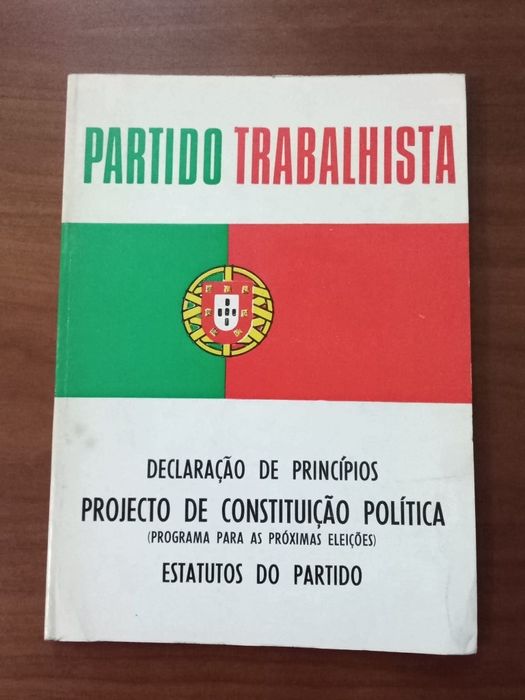 PARTIDO TRABALHISTA
DECLARAÇÃO DE PRINCÍPIOS
PROJECTO DE CONSTITUIÇÃO POLÍTICA
(PROGRAMA PARA AS PRÓXIMAS ELEIÇÕES)
ESTATUTOS DO PARTIDO